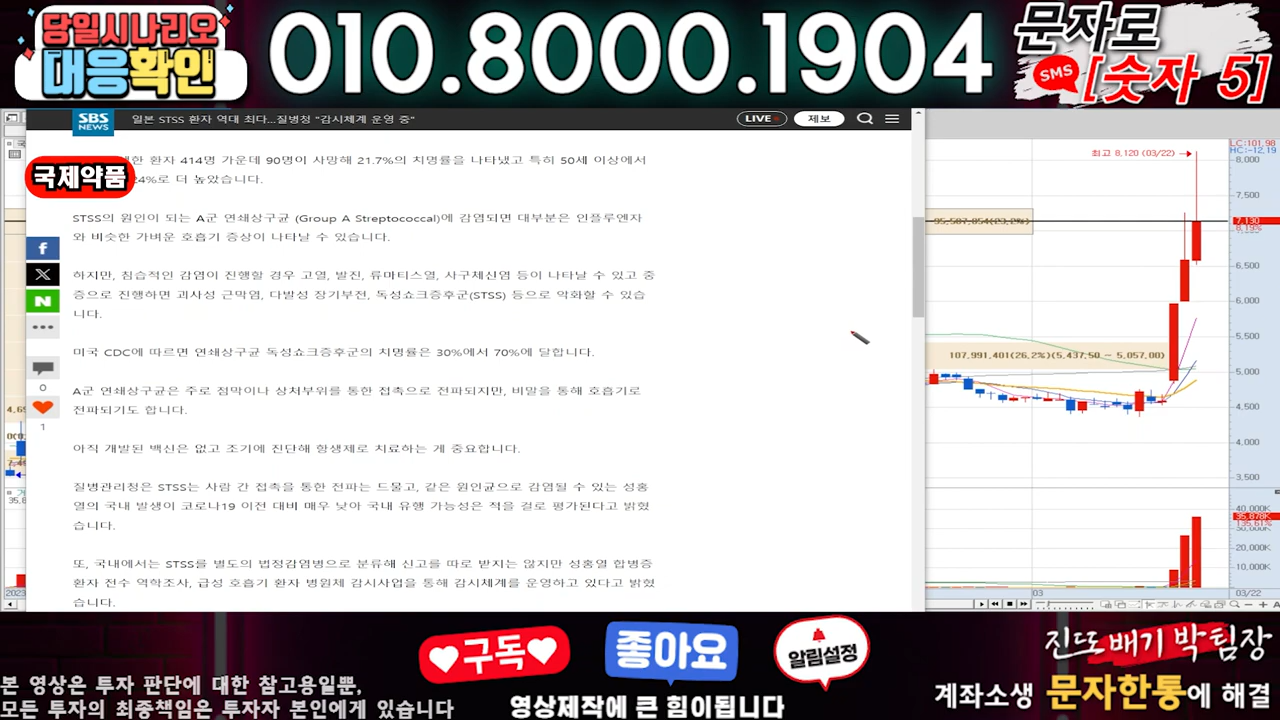 당일시나리오
대응확인
010.8000.1904
문자로
SMS
[숫자 5]
SBS
NEWS
일본 STSS 환자 역대 최다…질병청 "감시체계 운영 중"
LIVE
제보
한 환자 414명 가운데 90명이 사망해 21.7%의 치명률을 나타냈고 특히 50세 이상에서
24%로 더 높았습니다.
국제약품
STSS의 원인이 되는 A군 연쇄상구균 (Group A Streptococcal)에 감염되면 대부분은 인플루엔자
와 비슷한 가벼운 호흡기 증상이 나타날 수 있습니다.
하지만, 침습적인 감염이 진행할 경우 고열, 발진, 류마티스열, 사구체신염 등이 나타날 수 있고 중
증으로 진행하면 괴사성 근막염, 다발성 장기부전, 독성쇼크증후군(STSS) 등으로 악화할 수 있습
니다.
미국 CDC에 따르면 연쇄상구균 독성쇼크증후군의 치명률은 30%에서 70%에 달합니다.
A군 연쇄상구균은 주로 점막이나 상처부위를 통한 접촉으로 전파되지만, 비말을 통해 호흡기로
전파되기도 합니다.
아직 개발된 백신은 없고 조기에 진단해 항생제로 치료하는 게 중요합니다.
질병관리청은 STSS는 사람 간 접촉을 통한 전파는 드물고, 같은 원인균으로 감염될 수 있는 성홍
열의 국내 발생이 코로나19 이전 대비 매우 낮아 국내 유행 가능성은 적을 걸로 평가된다고 밝혔
습니다.
또, 국내에서는 STSS를 별도의 법정감염병으로 분류해 신고를 따로 받지는 않지만 성홍열 합병증
환자 전수 역학조사, 급성 호흡기 환자 병원체 감시사업을 통해 감시체계를 운영하고 있다고 밝혔
습니다.
f
X
N
0
1
최고 8,120 (03/22)
LC:101.98
HC:-12.19
8,000
7,500
7,130
8.19%
6,500
6,000
5,500
5,000
4,500
4,000
3,500
95,587,854(23,2%)
107,991,401(26,2%)(5,437,50 ~ 5,057,00)
40,000K
35,878K
135,61%
30,000K
20,000K
10,000K
2023
03
03/22
구독
좋아요
알림설정
영상제작에 큰 힘이됩니다
본 영상은 투자 판단에 대한 참고용일뿐,
모든 투자의 최종책임은 투자자 본인에게 있습니다
진또배기 박팀장
계좌소생 문자한통에 해결